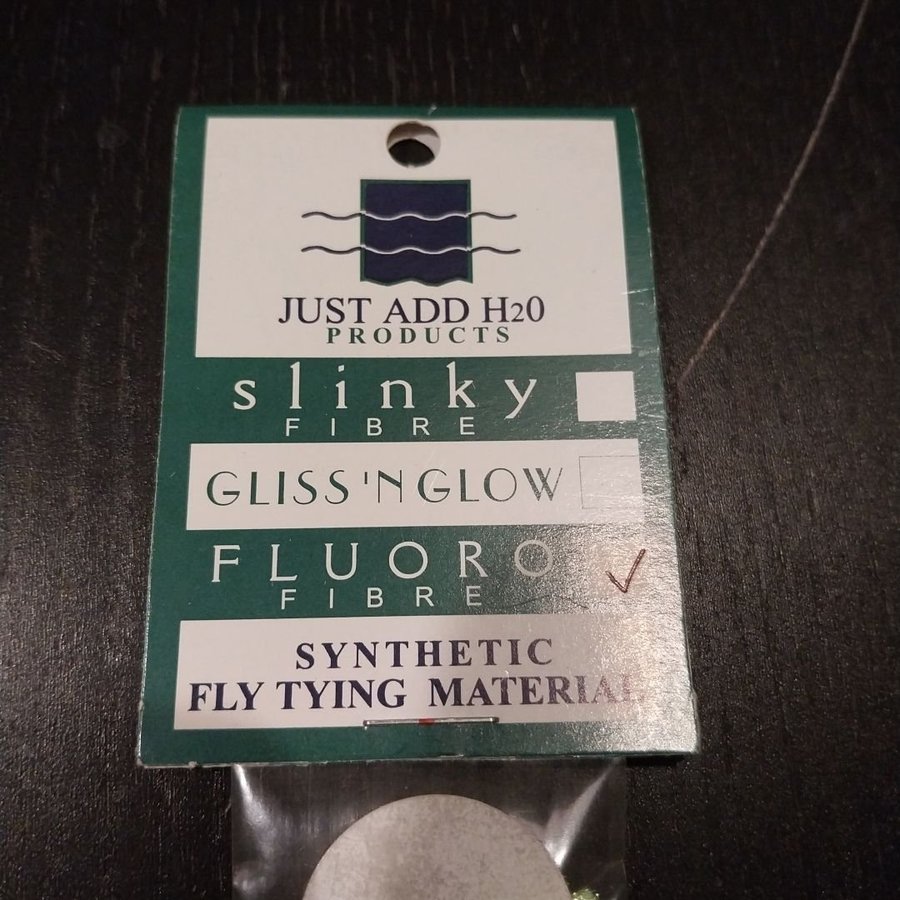 JUST ADD H20
PRODUCTS
slinky
FIBRE
GLISS 'N GLOW
FLUORO
FIBRE
SYNTHETIC
FLY TYING MATERIAL